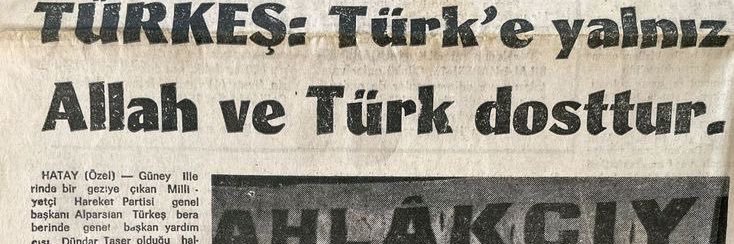 TÜRKEŞ: Türk'e yalnız
Allah ve Türk dosttur.
HATAY (Özel) — Güney ille
rinde bir geziye çıkan Milli-
yetçi Hareket Partisi genel
başkanı Alparslan Türkeş bera
berinde genel başkan yardım
cısı Dündar Taşer olduğu hal-
AHLÂKÇIY